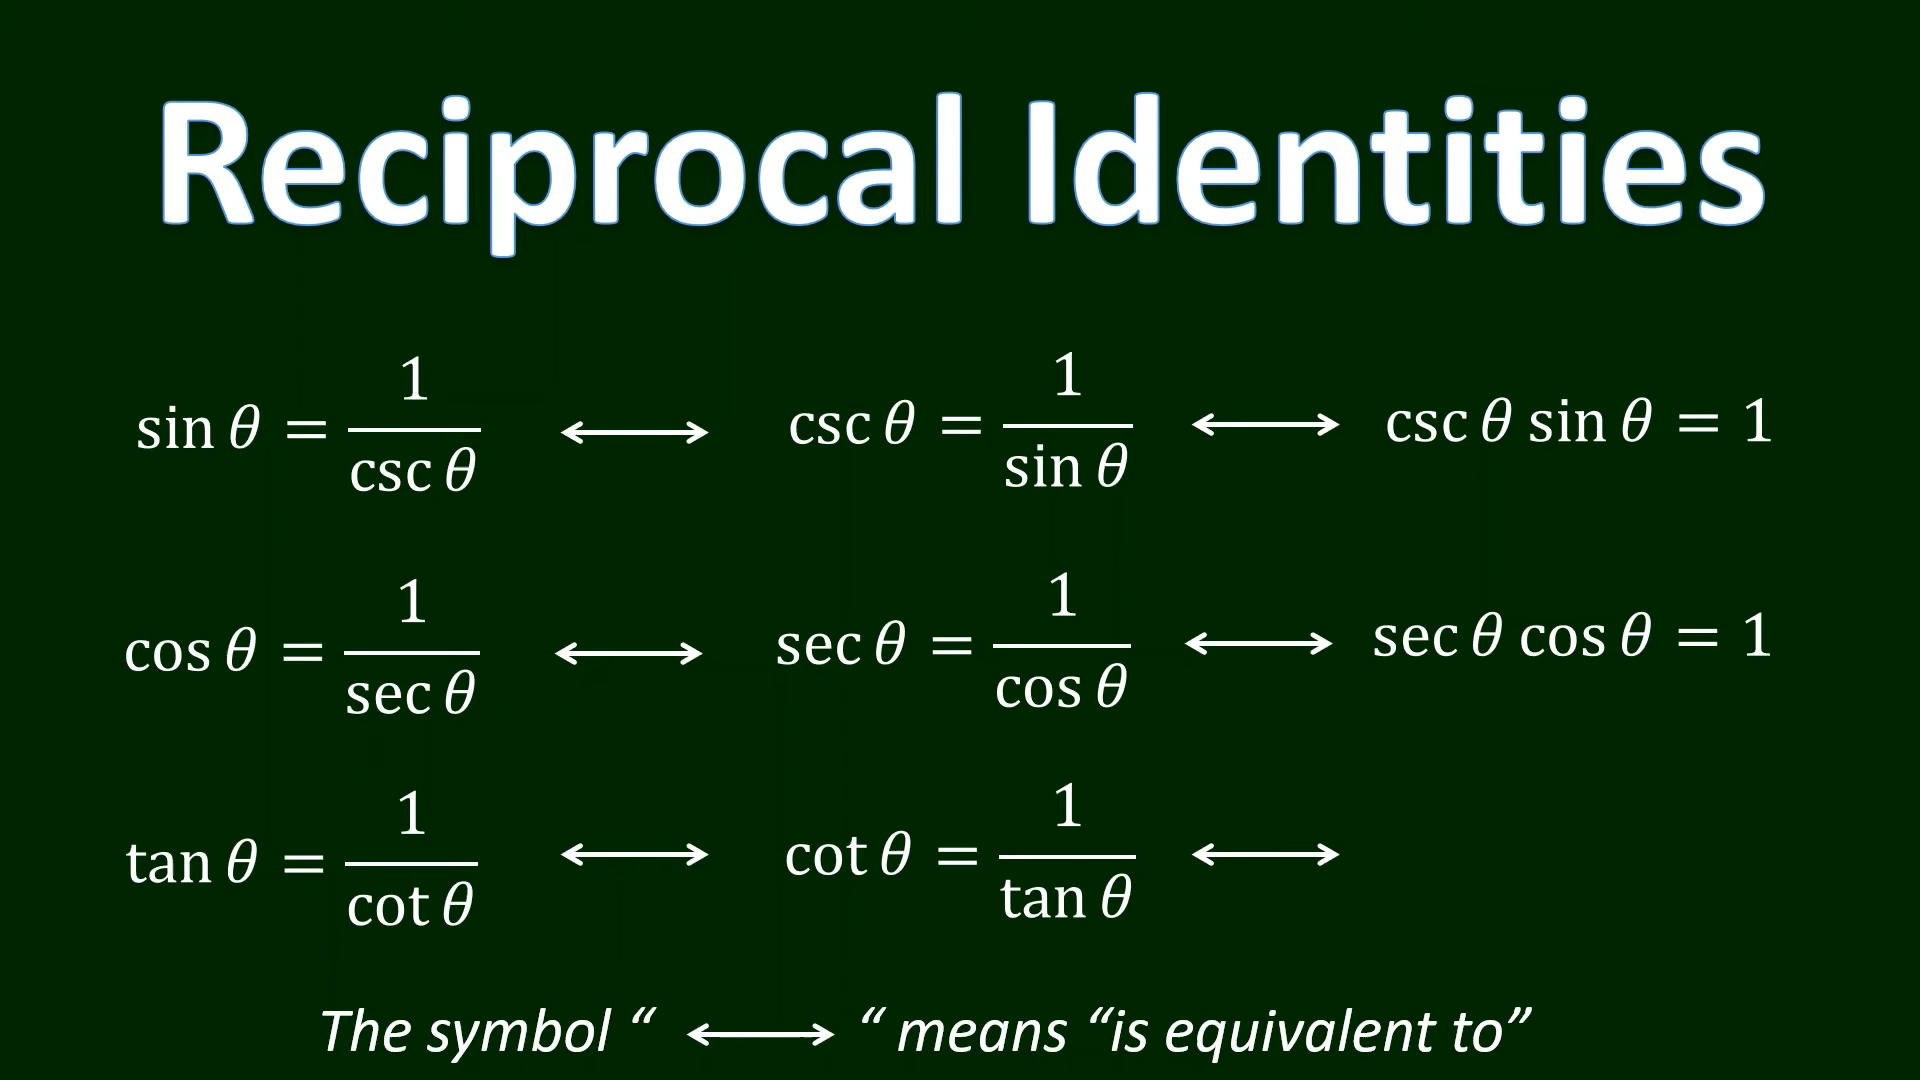 Reciprocal Identities
sin θ = 1/csc θ ⟷ csc θ = 1/sin θ ⟷ csc θ sin θ = 1
cos θ = 1/sec θ ⟷ sec θ = 1/cos θ ⟷ sec θ cos θ = 1
tan θ = 1/cot θ ⟷ cot θ = 1/tan θ ⟷
The symbol “ ⟷ “ means “is equivalent to”